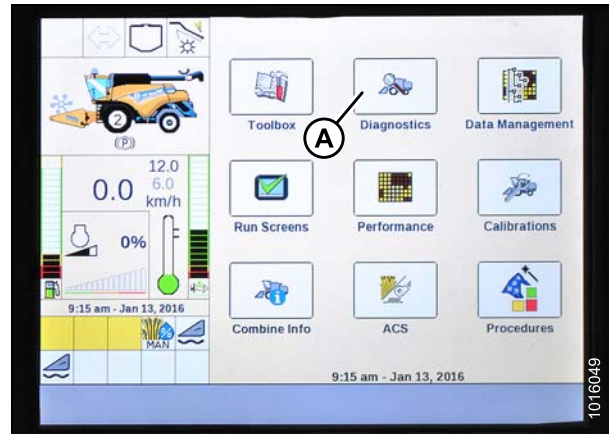 2
(P)
12.0
0.0 6.0
km/h
0%
9:15 am - Jan 13, 2016
MAN
Toolbox
Diagnostics
Data Management
A
Run Screens
Performance
Calibrations
Combine Info
ACS
Procedures
9:15 am - Jan 13, 2016
1016049